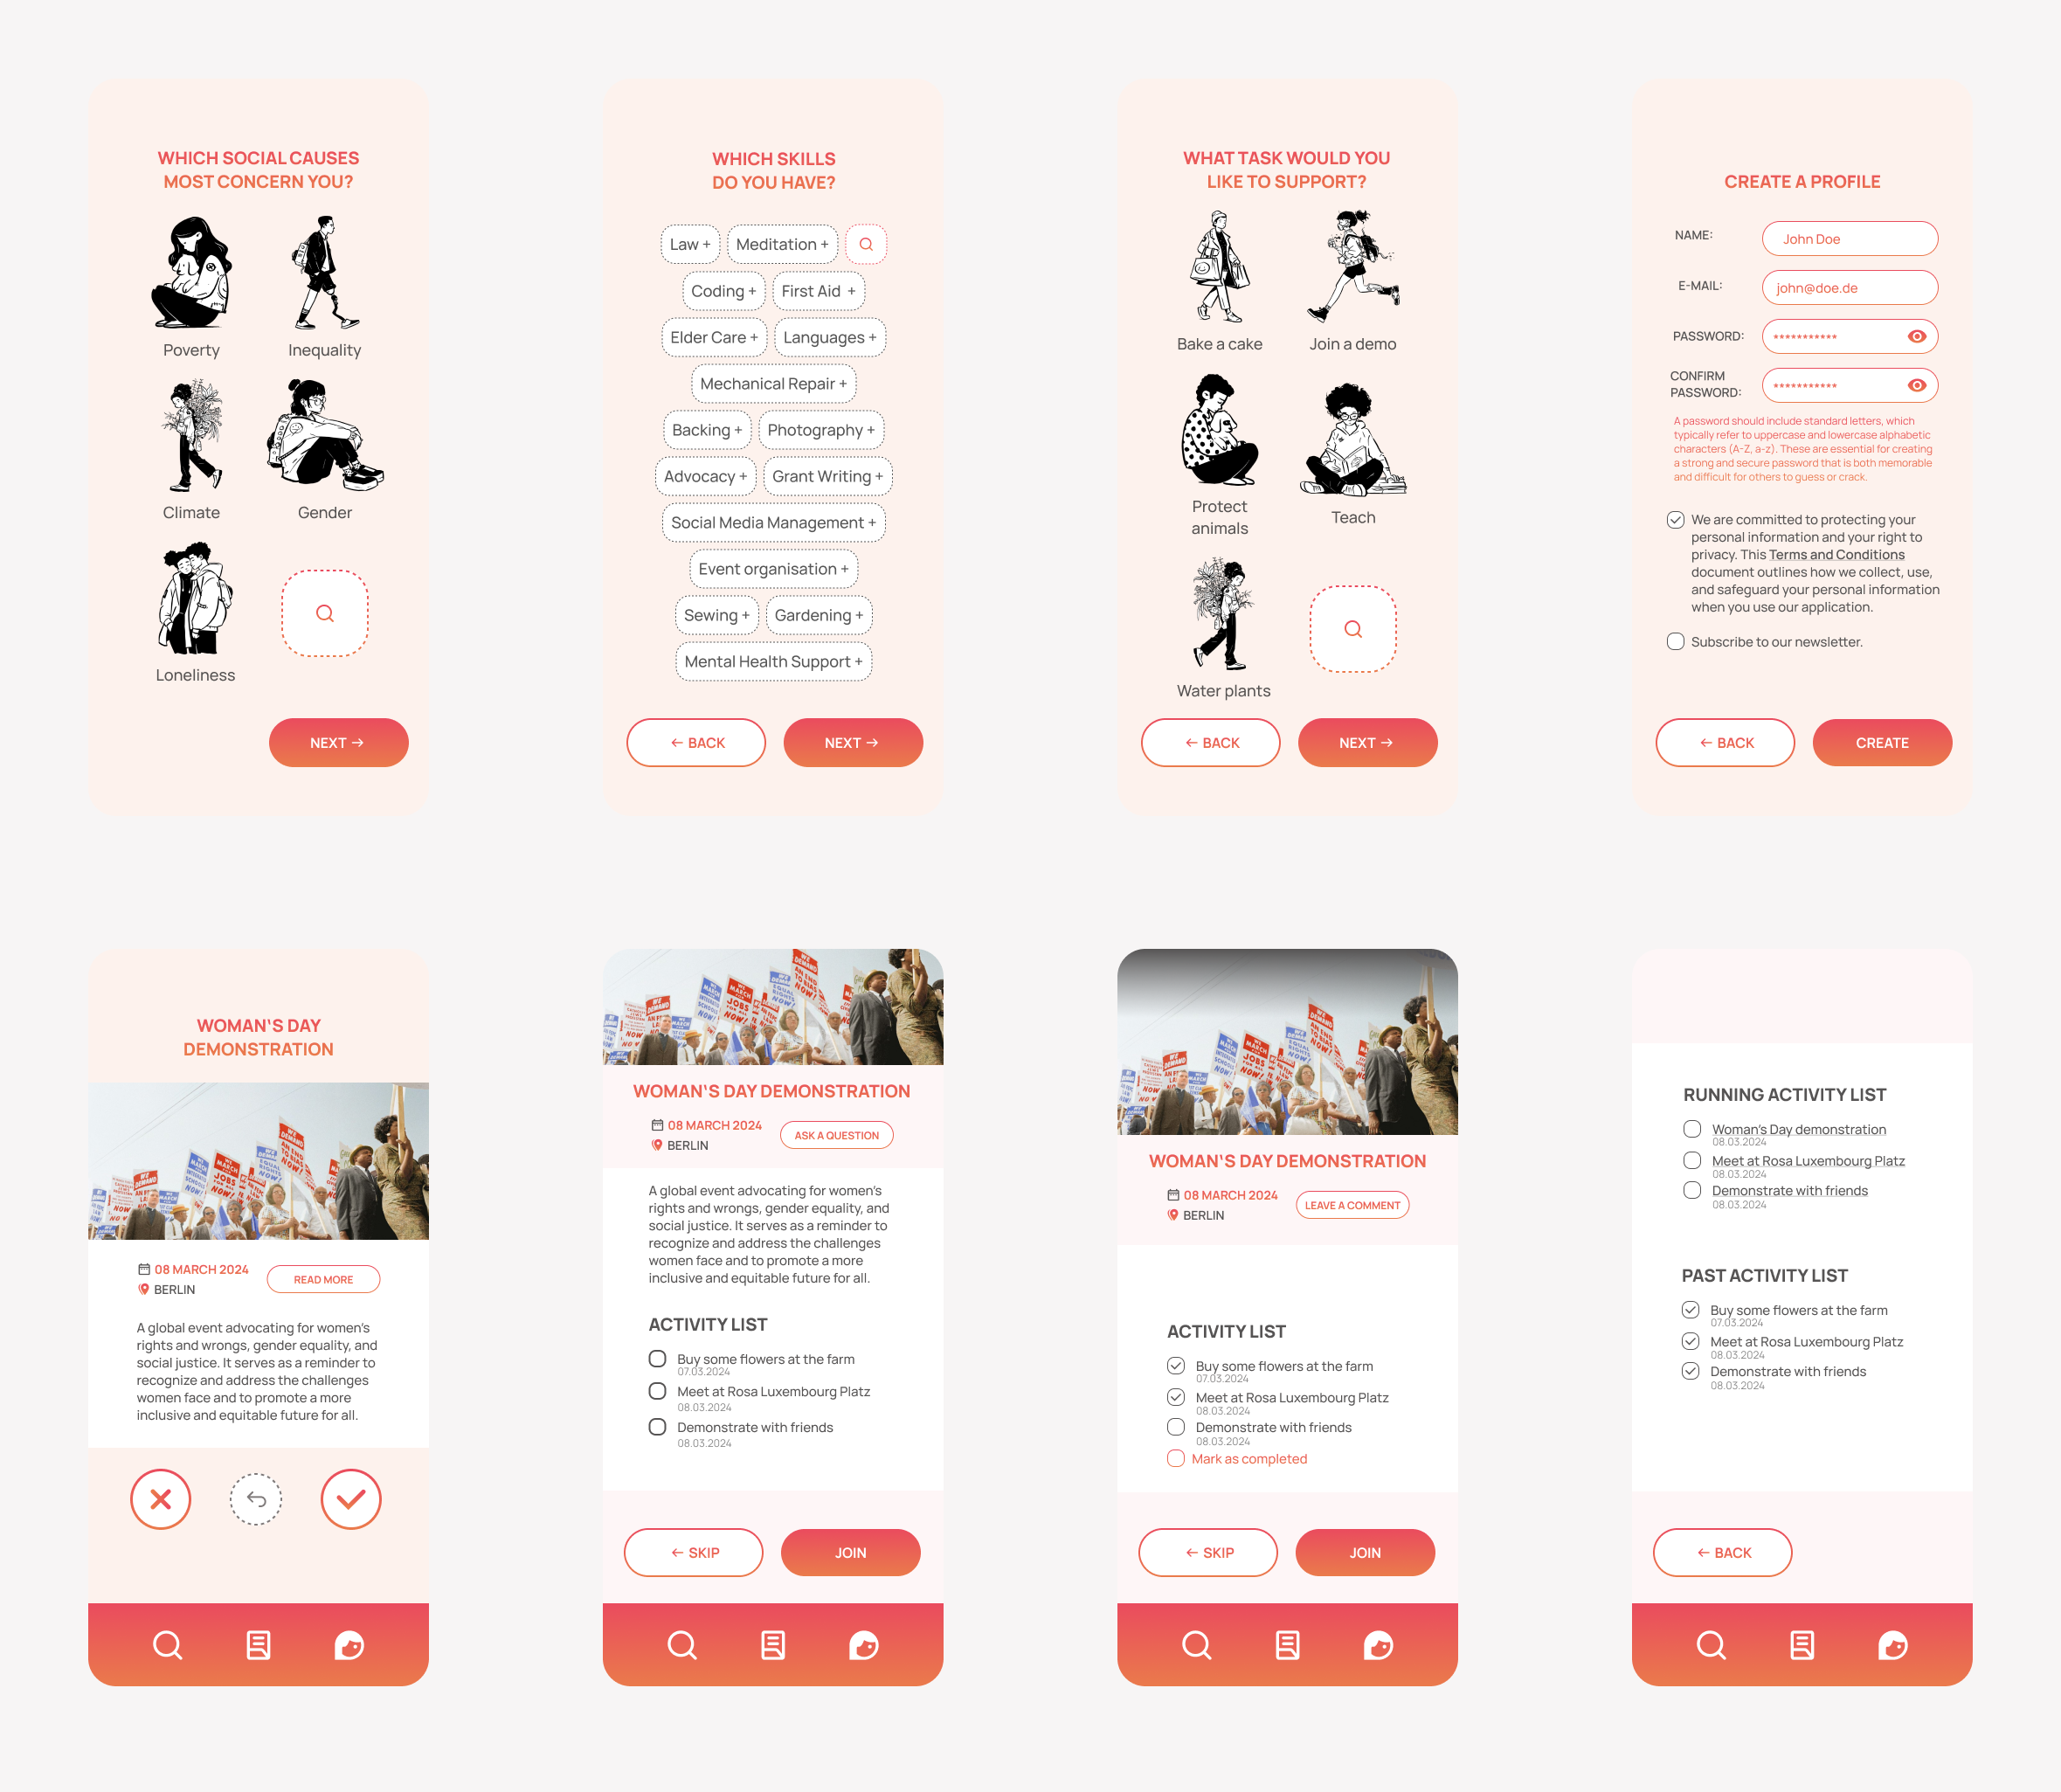 WHICH SOCIAL CAUSES
MOST CONCERN YOU?
Poverty
Inequality
Climate
Gender
Loneliness
NEXT →
WHICH SKILLS
DO YOU HAVE?
Law +
Meditation +
Coding +
First Aid +
Elder Care +
Languages +
Mechanical Repair +
Backing +
Photography +
Advocacy +
Grant Writing +
Social Media Management +
Event organisation +
Sewing +
Gardening +
Mental Health Support +
← BACK
NEXT →
WHAT TASK WOULD YOU
LIKE TO SUPPORT?
Bake a cake
Join a demo
Protect
animals
Teach
Water plants
← BACK
NEXT →
CREATE A PROFILE
NAME:
John Doe
E-MAIL:
john@doe.de
PASSWORD:
***********
CONFIRM
PASSWORD:
***********
A password should include standard letters, which
typically refer to uppercase and lowercase alphabetic
characters (A-Z, a-z). These are essential for creating
a strong and secure password that is both memorable
and difficult for others to guess or crack.
We are committed to protecting your
personal information and your right to
privacy. This Terms and Conditions
document outlines how we collect, use,
and safeguard your personal information
when you use our application.
Subscribe to our newsletter.
← BACK
CREATE
WOMAN'S DAY
DEMONSTRATION
08 MARCH 2024
BERLIN
READ MORE
A global event advocating for women's
rights and wrongs, gender equality, and
social justice. It serves as a reminder to
recognize and address the challenges
women face and to promote a more
inclusive and equitable future for all.
WOMAN'S DAY DEMONSTRATION
08 MARCH 2024
BERLIN
ASK A QUESTION
A global event advocating for women's
rights and wrongs, gender equality, and
social justice. It serves as a reminder to
recognize and address the challenges
women face and to promote a more
inclusive and equitable future for all.
ACTIVITY LIST
Buy some flowers at the farm
07.03.2024
Meet at Rosa Luxembourg Platz
08.03.2024
Demonstrate with friends
08.03.2024
← SKIP
JOIN
WOMAN'S DAY DEMONSTRATION
08 MARCH 2024
BERLIN
LEAVE A COMMENT
ACTIVITY LIST
Buy some flowers at the farm
07.03.2024
Meet at Rosa Luxembourg Platz
08.03.2024
Demonstrate with friends
08.03.2024
Mark as completed
← SKIP
JOIN
RUNNING ACTIVITY LIST
Woman's Day demonstration
08.03.2024
Meet at Rosa Luxembourg Platz
08.03.2024
Demonstrate with friends
08.03.2024
PAST ACTIVITY LIST
Buy some flowers at the farm
07.03.2024
Meet at Rosa Luxembourg Platz
08.03.2024
Demonstrate with friends
08.03.2024
← BACK